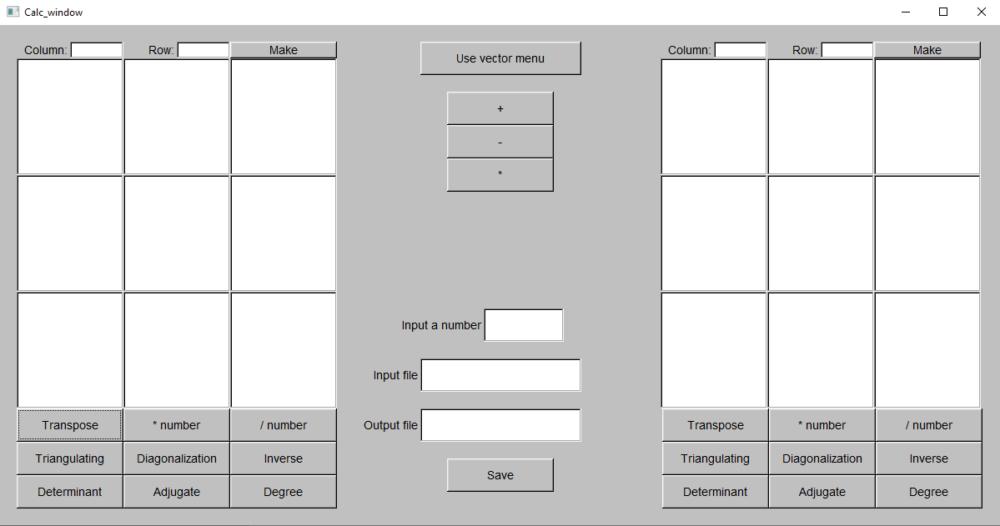 Calc_window
Column: Row: Make
Use vector menu
Column: Row: Make
+
-
*
Input a number
Input file
Output file
Save
Transpose * number / number
Triangulating Diagonalization Inverse
Determinant Adjugate Degree
Transpose * number / number
Triangulating Diagonalization Inverse
Determinant Adjugate Degree